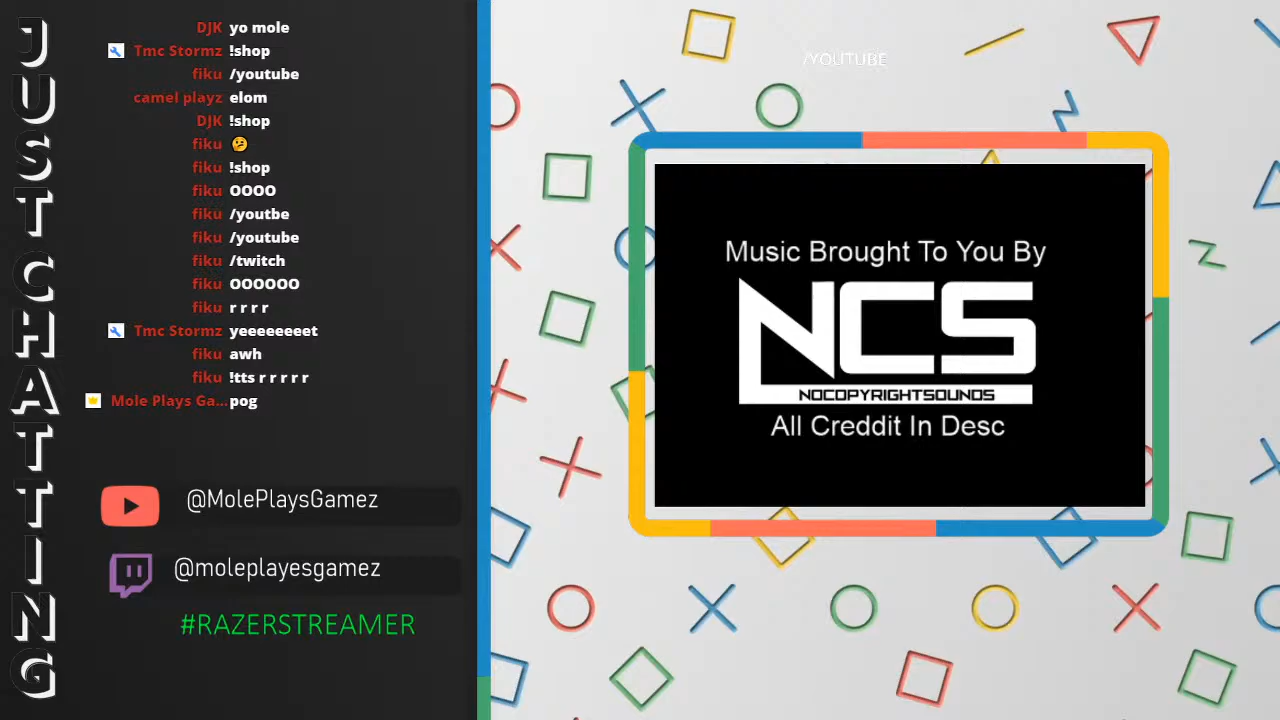 JUST CHATTING
DJK yo mole
Tmc Stormz !shop
fiku /youtube
camel playz elom
DJK !shop
fiku 🤔
fiku !shop
fiku OOOO
fiku /youtbe
fiku /youtube
fiku /twitch
fiku OOOOOO
fiku r r r r
Tmc Stormz yeeeeeeeet
fiku awh
fiku !tts r r r r r
Mole Plays Ga... pog
@MolePlaysGamez
@moleplayesgamez
#RAZERSTREAMER
/YOUTUBE
Music Brought To You By
NCS
NOCOPYRIGHTSOUNDS
All Creddit In Desc